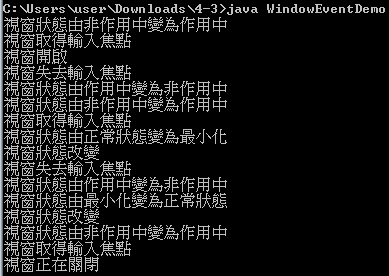 C:\Users\user\Downloads\4-3>java WindowEventDemo
視窗狀態由非作用中變為作用中
視窗取得輸入焦點
視窗開啟
視窗失去輸入焦點
視窗狀態由作用中變為非作用中
視窗狀態由非作用中變為作用中
視窗取得輸入焦點
視窗狀態由正常狀態變為最小化
視窗狀態改變
視窗失去輸入焦點
視窗狀態由作用中變為非作用中
視窗狀態由最小化變為正常狀態
視窗狀態改變
視窗狀態由非作用中變為作用中
視窗取得輸入焦點
視窗正在關閉